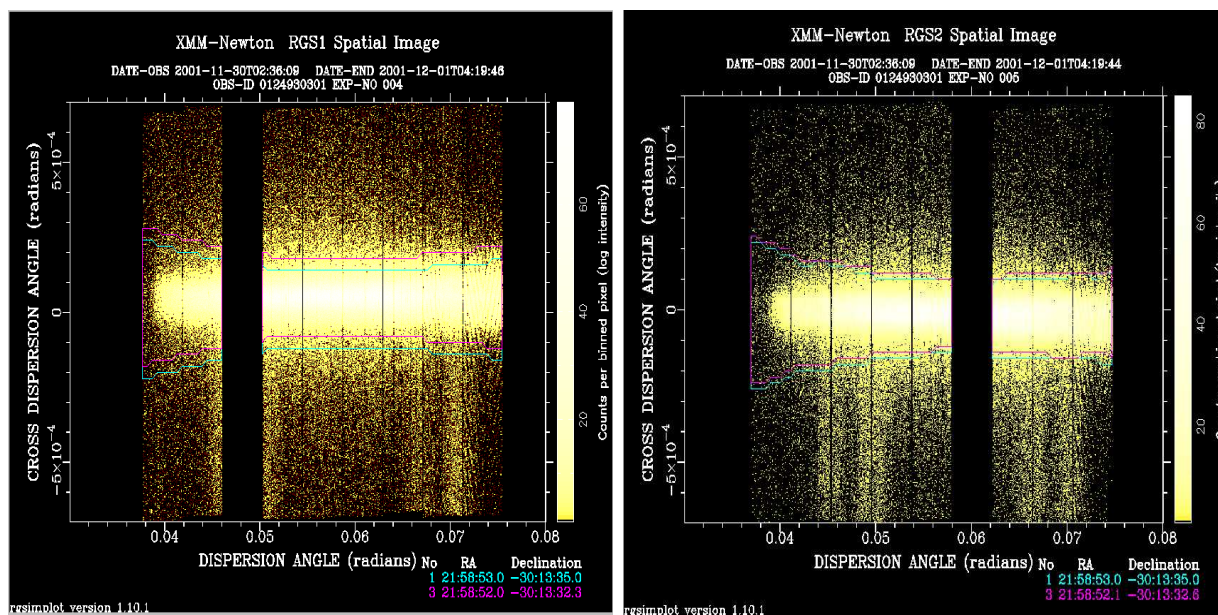 XMM-Newton RGS1 Spatial Image
DATE-OBS 2001-11-30T02:36:09 DATE-END 2001-12-01T04:19:46
OBS-ID 0124930301 EXP-NO 004
CROSS DISPERSION ANGLE (radians)
5×10⁻⁴
0
-5×10⁻⁴
0.04 0.05 0.06 0.07 0.08
DISPERSION ANGLE (radians)
Counts per binned pixel (log intensity)
20 40 60
No RA Declination
1 21:58:53.0 -30:13:35.0
3 21:58:52.0 -30:13:32.3
rgsimplot version 1.10.1
XMM-Newton RGS2 Spatial Image
DATE-OBS 2001-11-30T02:36:09 DATE-END 2001-12-01T04:19:44
OBS-ID 0124930301 EXP-NO 005
CROSS DISPERSION ANGLE (radians)
5×10⁻⁴
0
-5×10⁻⁴
0.04 0.05 0.06 0.07 0.08
DISPERSION ANGLE (radians)
20 40 60 80
No RA Declination
1 21:58:53.0 -30:13:35.0
3 21:58:52.1 -30:13:32.6
rgsimplot version 1.10.1